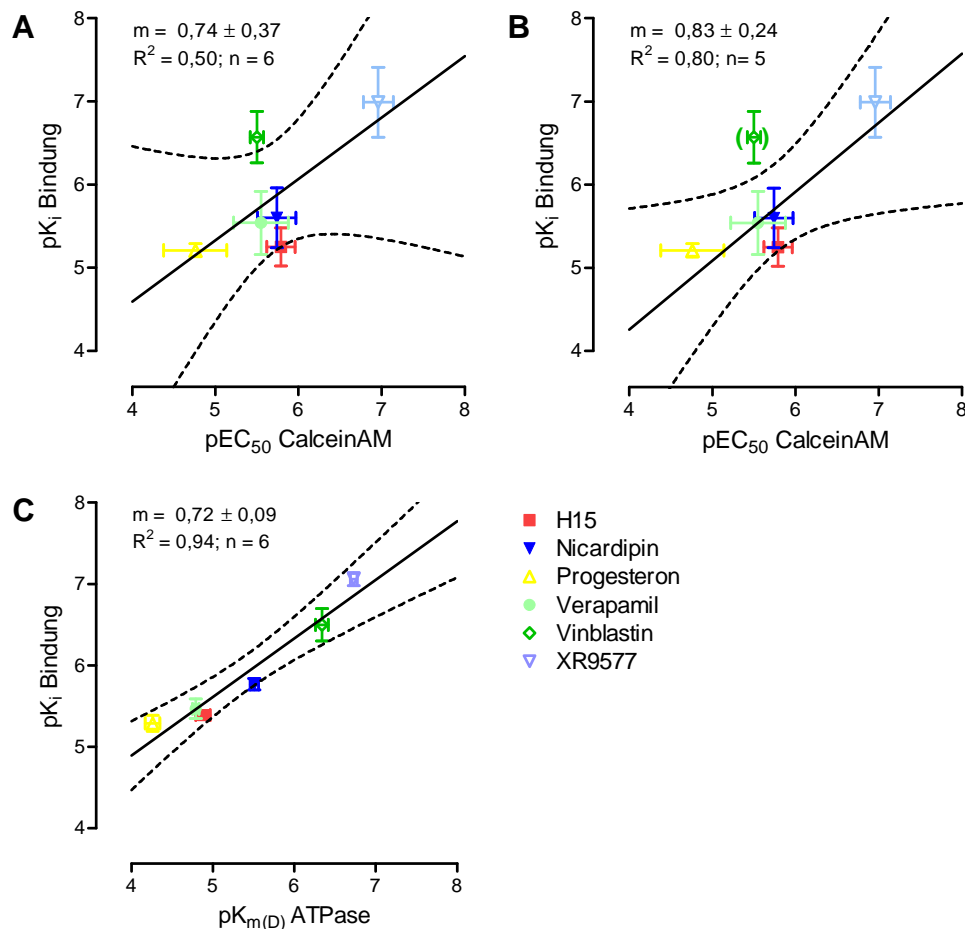 A
m = 0,74 ± 0,37
R² = 0,50; n = 6
8
7
6
5
4
pKi Bindung
4 5 6 7 8
pEC50 CalceinAM
B
m = 0,83 ± 0,24
R² = 0,80; n= 5
8
7
6
5
4
pKi Bindung
( )
4 5 6 7 8
pEC50 CalceinAM
C
m = 0,72 ± 0,09
R² = 0,94; n = 6
8
7
6
5
4
pKi Bindung
4 5 6 7 8
pKm(D) ATPase
H15
Nicardipin
Progesteron
Verapamil
Vinblastin
XR9577